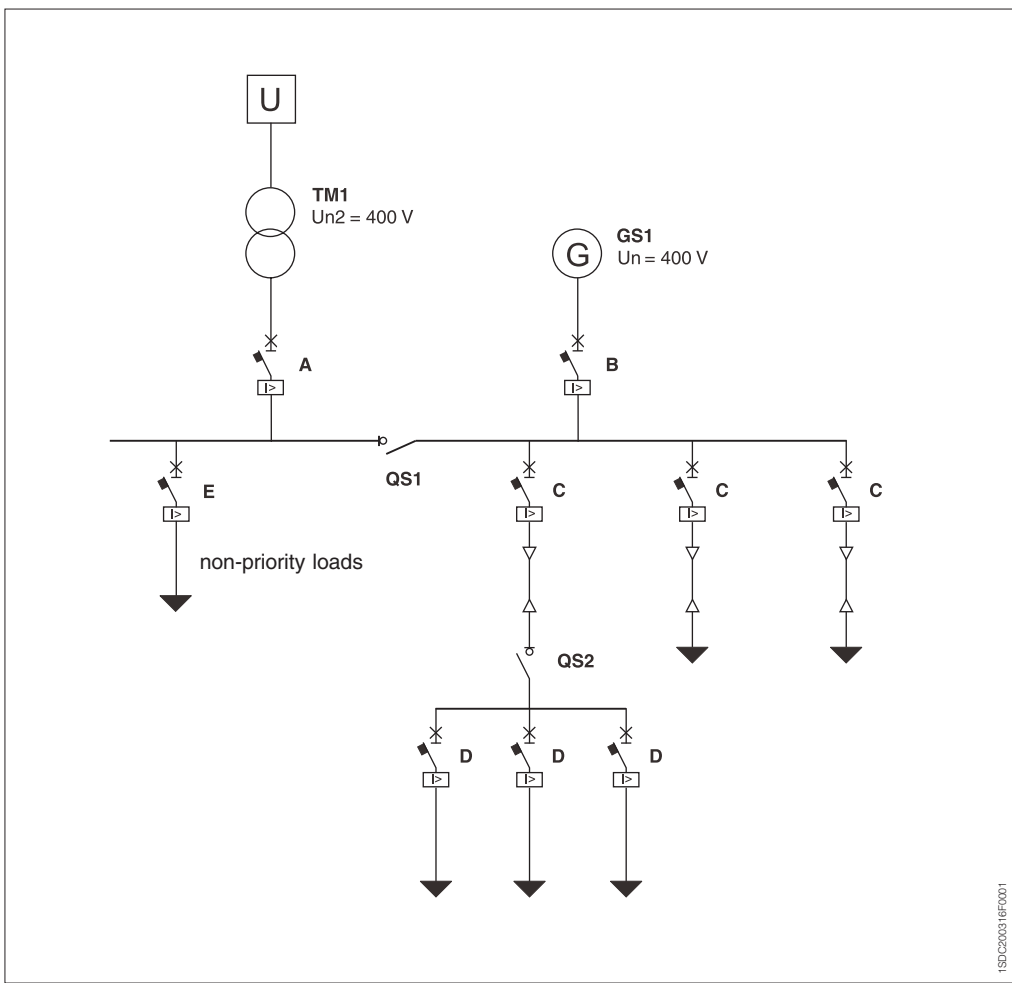 U
TM1
Un2 = 400 V
GS1
G
Un = 400 V
A
B
I>
I>
QS1
E
C
C
C
I>
I>
I>
I>
non-priority loads
QS2
D
D
D
I>
I>
I>
1SDC200316F0001